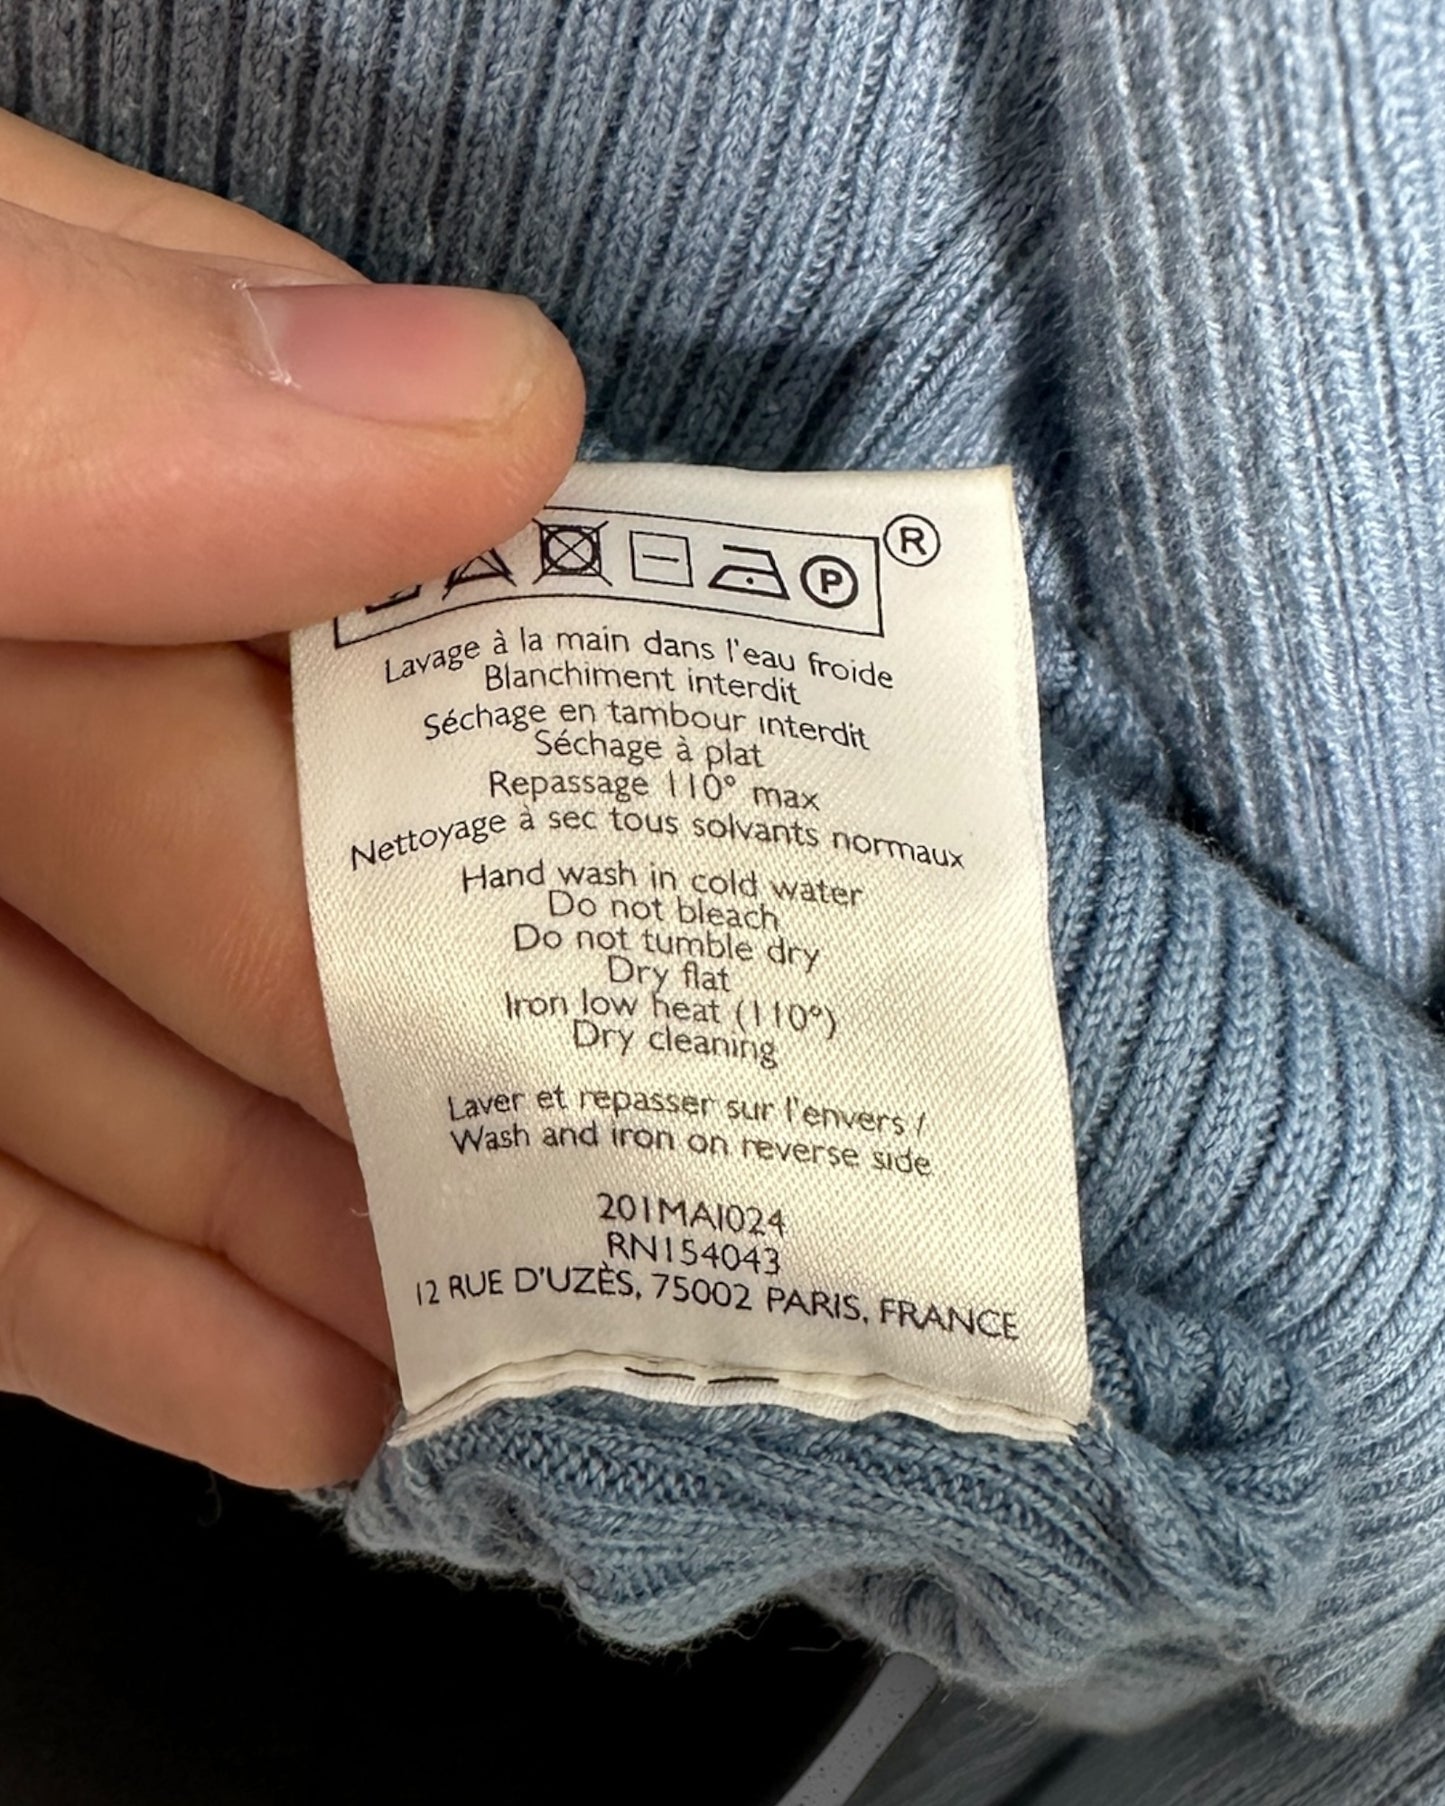 ®
P
Lavage à la main dans l'eau froide
Blanchiment interdit
Séchage en tambour interdit
Séchage à plat
Repassage 110° max
Nettoyage à sec tous solvants normaux
Hand wash in cold water
Do not bleach
Do not tumble dry
Dry flat
Iron low heat (110°)
Dry cleaning
Laver et repasser sur l'envers /
Wash and iron on reverse side
201MAI024
RN154043
12 RUE D'UZÈS, 75002 PARIS, FRANCE